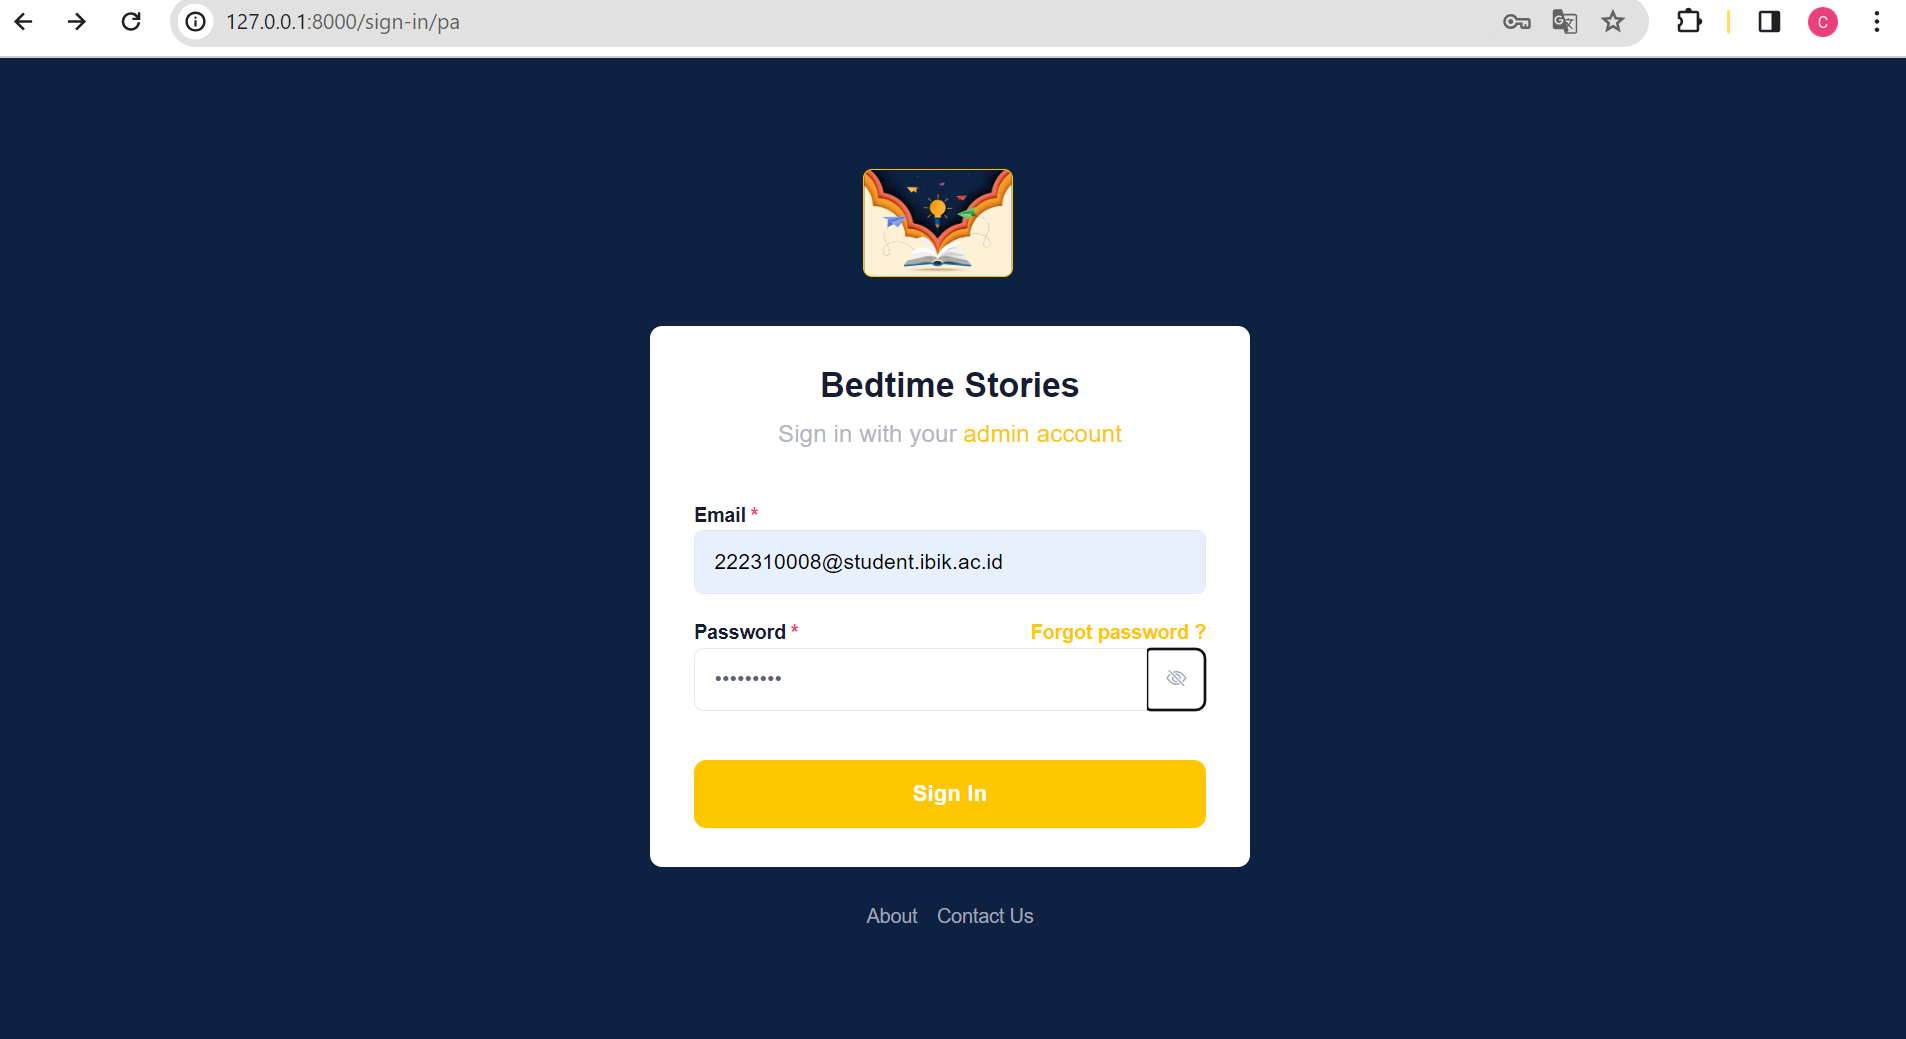 127.0.0.1:8000/sign-in/pa
C
Bedtime Stories
Sign in with your admin account
Email *
222310008@student.ibik.ac.id
Password * Forgot password ?
•••••••••
Sign In
About Contact Us